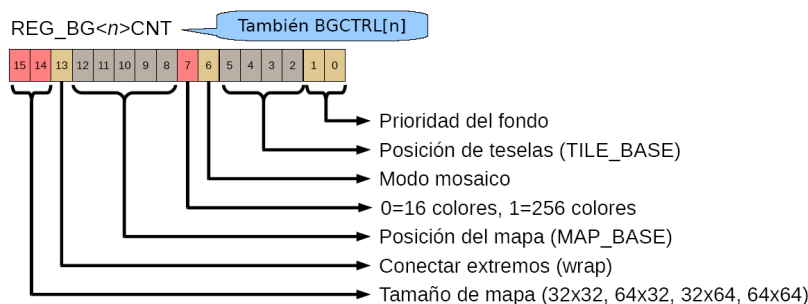 REG_BG<n>CNT
También BGCTRL[n]
15 14 13 12 11 10 9 8 7 6 5 4 3 2 1 0
Prioridad del fondo
Posición de teselas (TILE_BASE)
Modo mosaico
0=16 colores, 1=256 colores
Posición del mapa (MAP_BASE)
Conectar extremos (wrap)
Tamaño de mapa (32x32, 64x32, 32x64, 64x64)